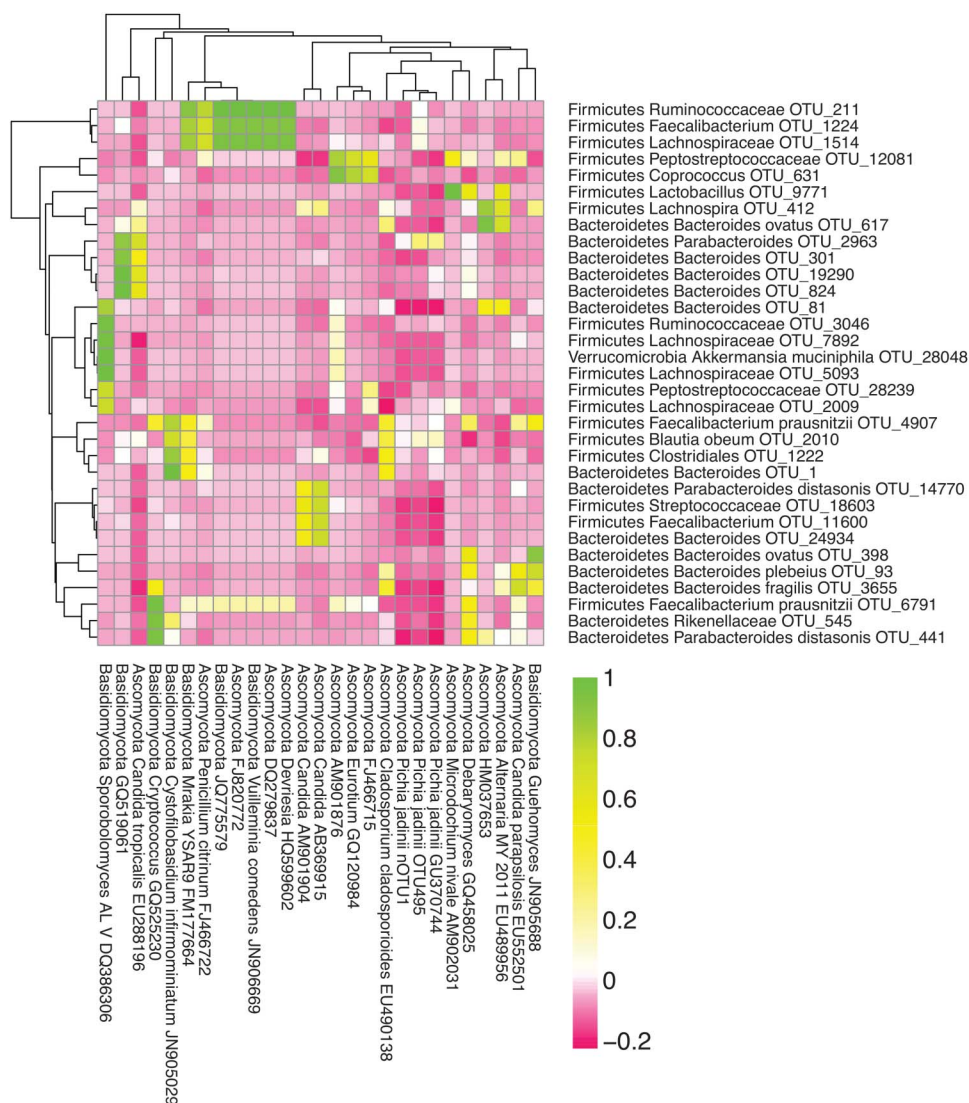 Firmicutes Ruminococcaceae OTU_211
Firmicutes Faecalibacterium OTU_1224
Firmicutes Lachnospiraceae OTU_1514
Firmicutes Peptostreptococcaceae OTU_12081
Firmicutes Coprococcus OTU_631
Firmicutes Lactobacillus OTU_9771
Firmicutes Lachnospira OTU_412
Bacteroidetes Bacteroides ovatus OTU_617
Bacteroidetes Parabacteroides OTU_2963
Bacteroidetes Bacteroides OTU_301
Bacteroidetes Bacteroides OTU_19290
Bacteroidetes Bacteroides OTU_824
Bacteroidetes Bacteroides OTU_81
Firmicutes Ruminococcaceae OTU_3046
Firmicutes Lachnospiraceae OTU_7892
Verrucomicrobia Akkermansia muciniphila OTU_28048
Firmicutes Lachnospiraceae OTU_5093
Firmicutes Peptostreptococcaceae OTU_28239
Firmicutes Lachnospiraceae OTU_2009
Firmicutes Faecalibacterium prausnitzii OTU_4907
Firmicutes Blautia obeum OTU_2010
Firmicutes Clostridiales OTU_1222
Bacteroidetes Bacteroides OTU_1
Bacteroidetes Parabacteroides distasonis OTU_14770
Firmicutes Streptococcaceae OTU_18603
Firmicutes Faecalibacterium OTU_11600
Bacteroidetes Bacteroides OTU_24934
Bacteroidetes Bacteroides ovatus OTU_398
Bacteroidetes Bacteroides plebeius OTU_93
Bacteroidetes Bacteroides fragilis OTU_3655
Firmicutes Faecalibacterium prausnitzii OTU_6791
Bacteroidetes Rikenellaceae OTU_545
Bacteroidetes Parabacteroides distasonis OTU_441
Basidiomycota Sporobolomyces AL V DQ386306
Basidiomycota GQ519061
Ascomycota Candida tropicalis EU288196
Basidiomycota Cryptococcus GQ525230
Basidiomycota Cystofilobasidium infirmominiatum JN905029
Basidiomycota Mrakia YSAR9 FM177664
Ascomycota Penicillium citrinum FJ466722
Basidiomycota JQ775579
Ascomycota FJ820772
Basidiomycota Vuilleminia comedens JN906669
Ascomycota DQ279837
Ascomycota Devriesia HQ599602
Ascomycota Candida AM901904
Ascomycota Candida AB369915
Ascomycota AM901876
Ascomycota Eurotium GQ120984
Ascomycota FJ466715
Ascomycota Cladosporium cladosporioides EU490138
Ascomycota Pichia jadinii nOTU1
Ascomycota Pichia jadinii OTU495
Ascomycota Pichia jadinii GU370744
Ascomycota Microdochium nivale AM902031
Ascomycota Debaryomyces GQ458025
Ascomycota HM037653
Ascomycota Alternaria MY 2011 EU489956
Ascomycota Candida parapsilosis EU552501
Basidiomycota Guehomyces JN905688
1
0.8
0.6
0.4
0.2
0
−0.2